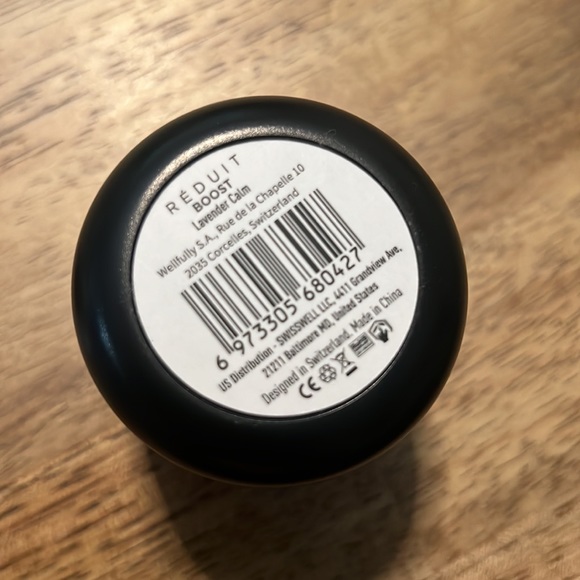 RÉDUIT
BOOST
Lavender Calm
Wellfully S.A., Rue de la Chapelle 10
2035 Corcelles, Switzerland
6 973305 680427
US Distribution - SWISSWELL LLC, 4411 Grandview Ave,
21211 Baltimore MD, United States
Designed in Switzerland. Made in China
CE